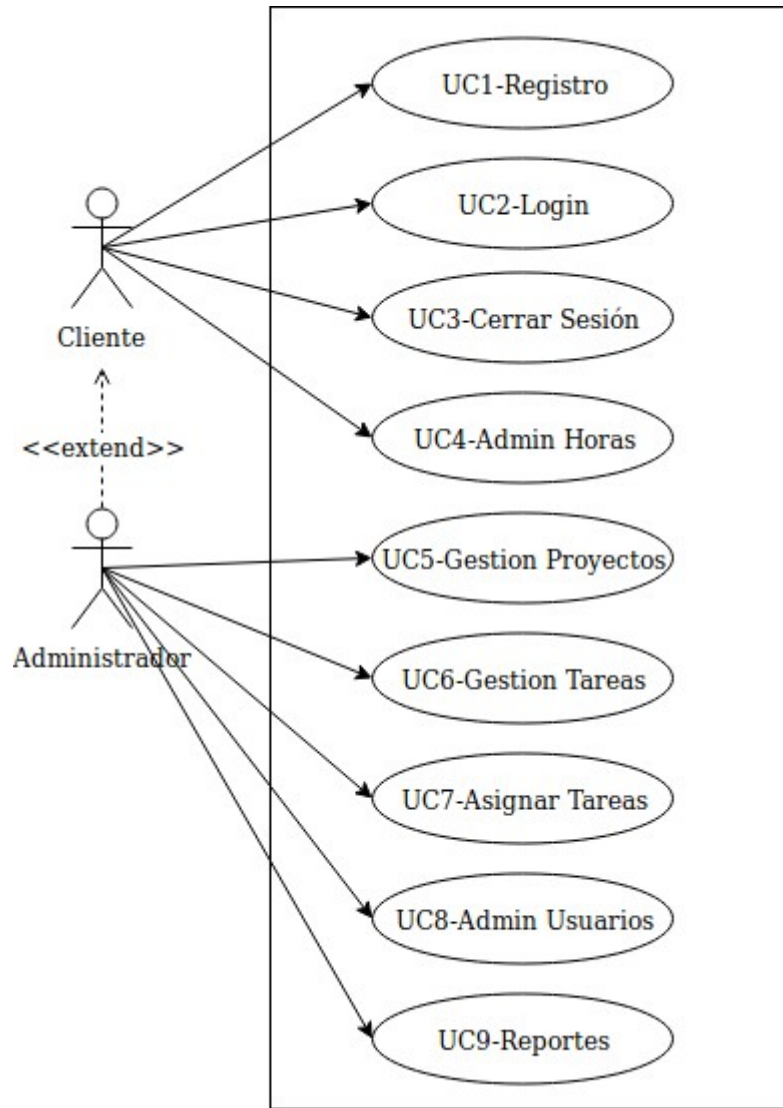 UC1-Registro
UC2-Login
UC3-Cerrar Sesión
Cliente
UC4-Admin Horas
<<extend>>
UC5-Gestion Proyectos
Administrador
UC6-Gestion Tareas
UC7-Asignar Tareas
UC8-Admin Usuarios
UC9-Reportes